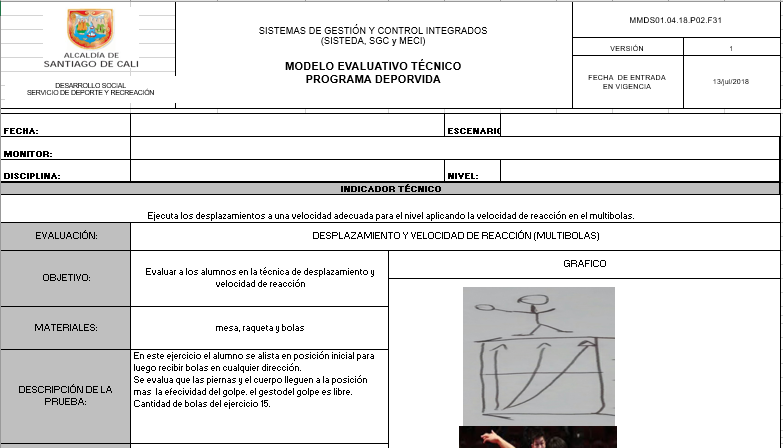 ALCALDÍA DE
SANTIAGO DE CALI
DESARROLLO SOCIAL
SERVICIO DE DEPORTE Y RECREACIÓN
SISTEMAS DE GESTIÓN Y CONTROL INTEGRADOS
(SISTEDA, SGC y MECI)
MODELO EVALUATIVO TÉCNICO
PROGRAMA DEPORVIDA
MMDS01.04.18.P02.F31
VERSIÓN
1
FECHA DE ENTRADA
EN VIGENCIA
13/jul/2018
FECHA:
ESCENARIO
MONITOR:
DISCIPLINA:
NIVEL:
INDICADOR TÉCNICO
Ejecuta los desplazamientos a una velocidad adecuada para el nivel aplicando la velocidad de reacción en el multibolas.
EVALUACIÓN:
DESPLAZAMIENTO Y VELOCIDAD DE REACCIÓN (MULTIBOLAS)
OBJETIVO:
Evaluar a los alumnos en la técnica de desplazamiento y
velocidad de reacción
GRAFICO
MATERIALES:
mesa, raqueta y bolas
DESCRIPCIÓN DE LA
PRUEBA:
En este ejercicio el alumno se alista en posición inicial para
luego recibir bolas en cualquier dirección.
Se evalua que las piernas y el cuerpo lleguen a la posición
mas la efecividad del golpe. el gestodel golpe es libre.
Cantidad de bolas del ejercicio 15.